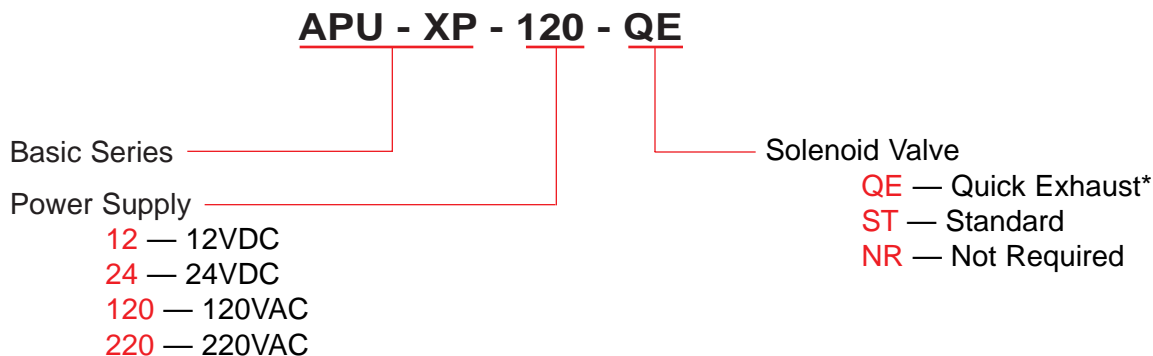 APU - XP - 120 - QE
Basic Series
Power Supply
12 — 12VDC
24 — 24VDC
120 — 120VAC
220 — 220VAC
Solenoid Valve
QE — Quick Exhaust*
ST — Standard
NR — Not Required